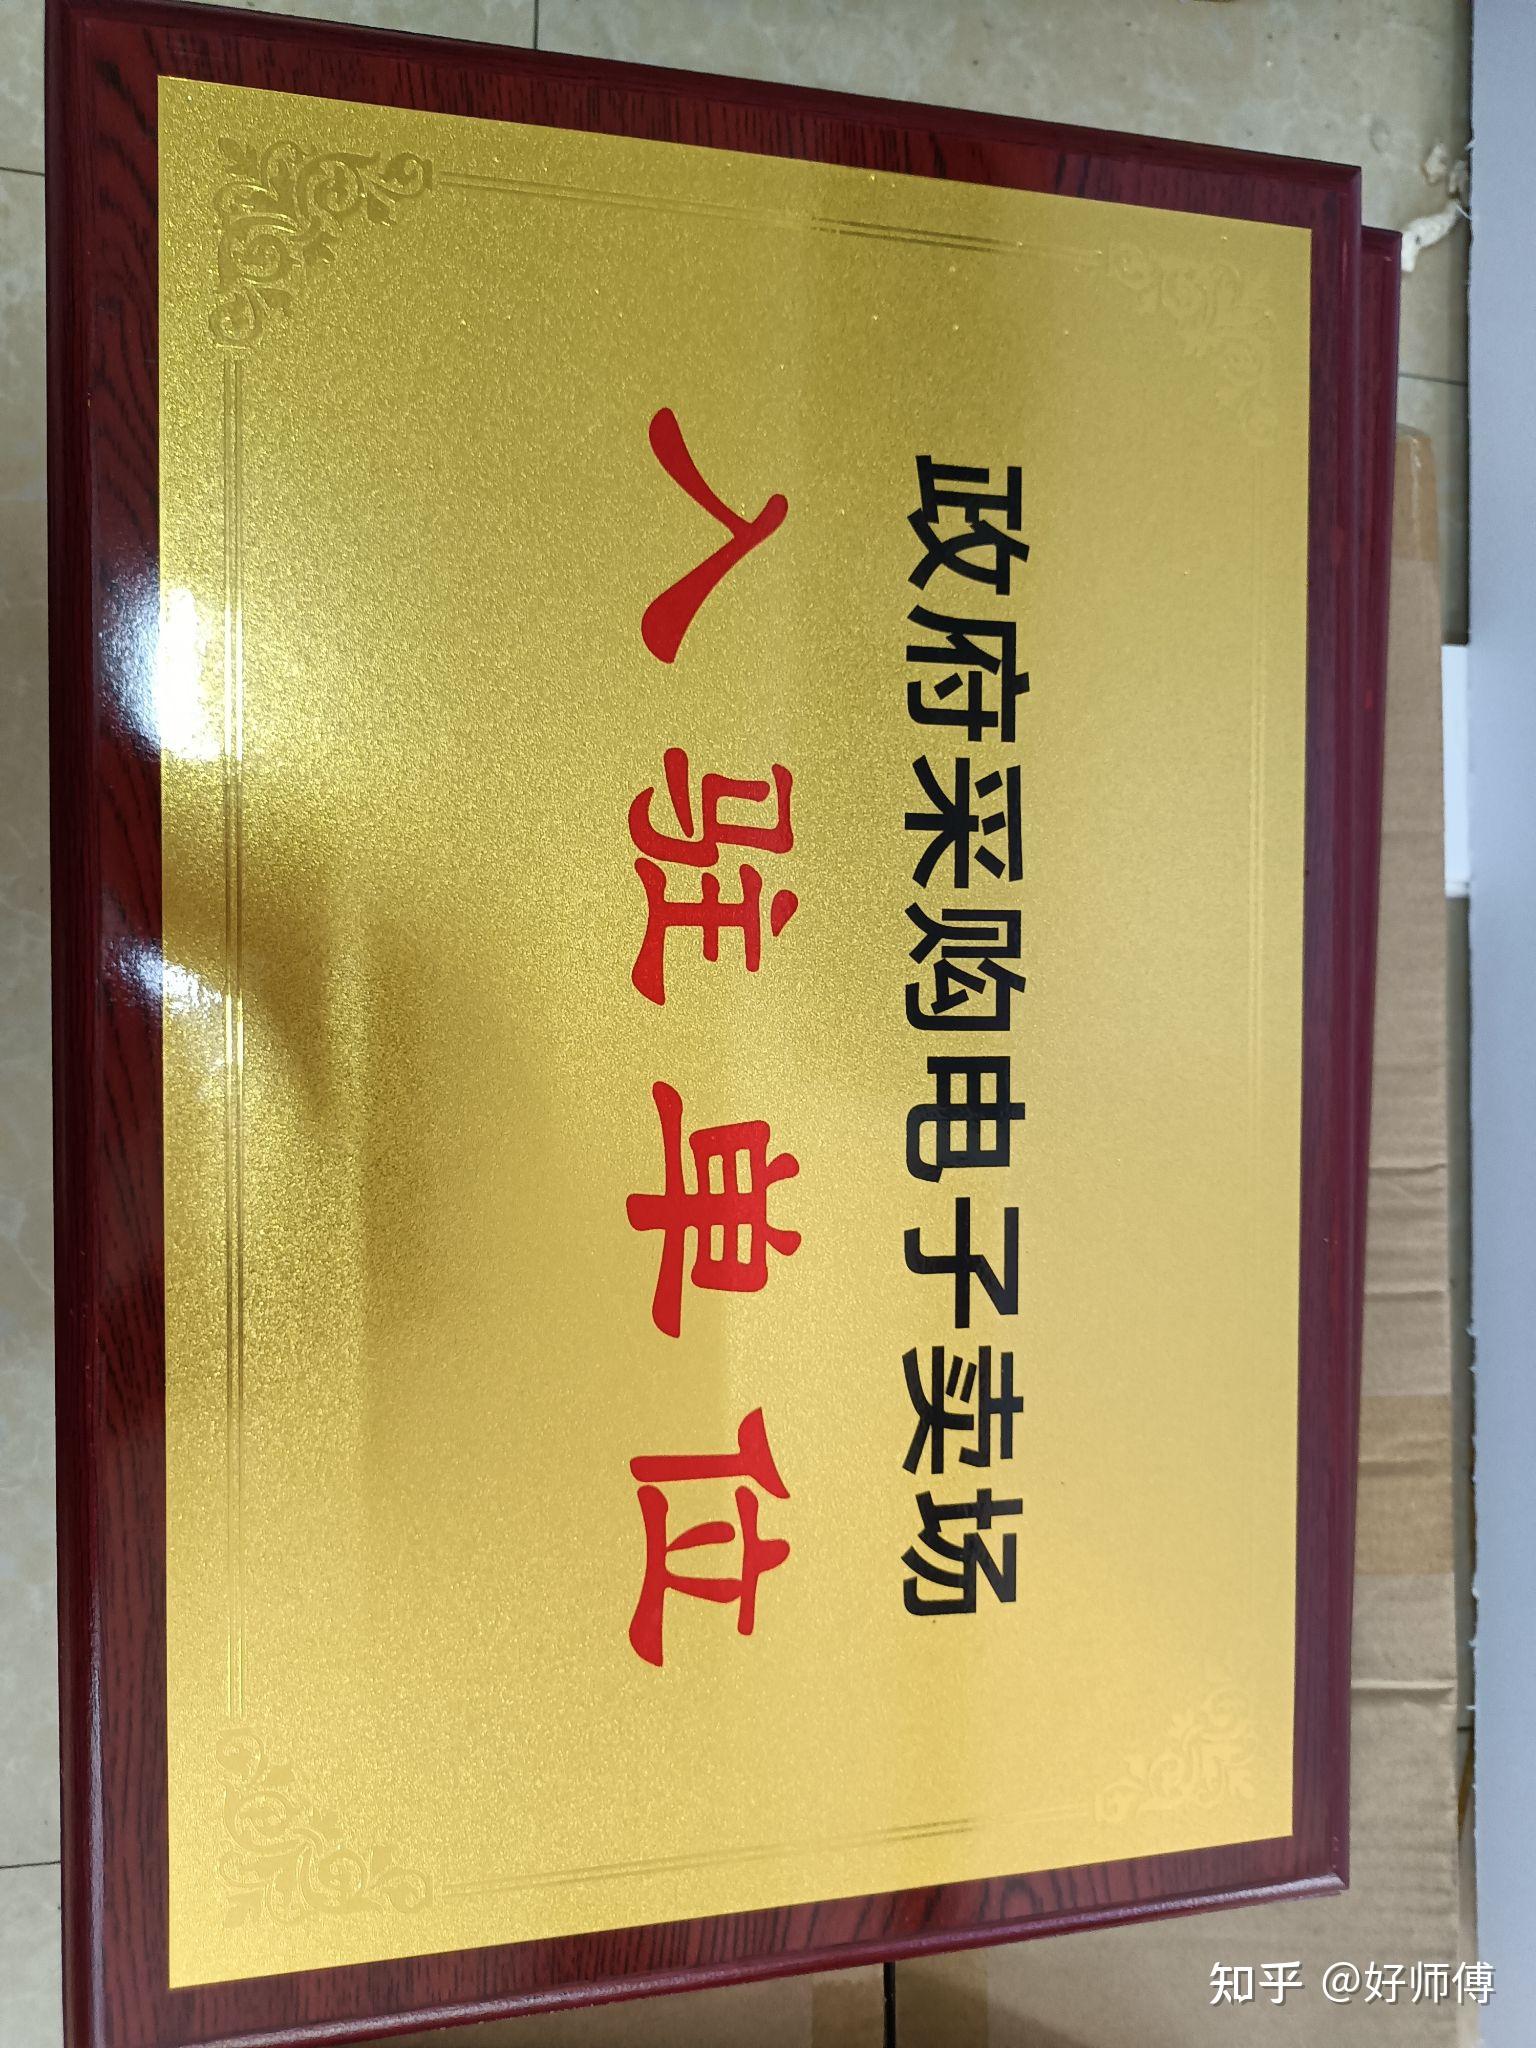 政府采购电子卖场
入驻单位
知乎 @好师傅